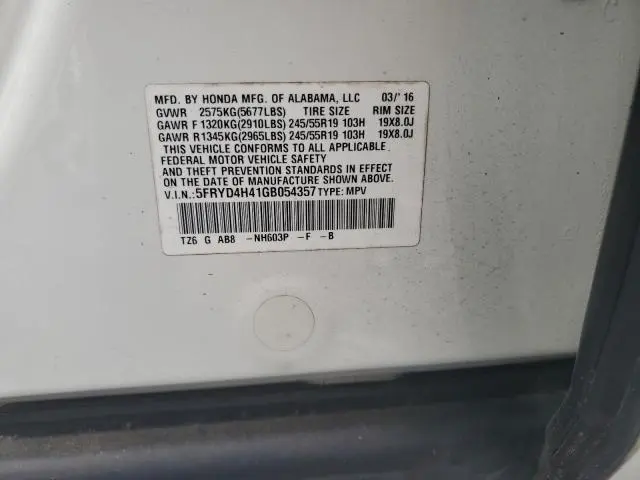 MFD. BY HONDA MFG. OF ALABAMA, LLC 03/'16
GVWR 2575KG(5677LBS) TIRE SIZE RIM SIZE
GAWR F 1320KG(2910LBS) 245/55R19 103H 19X8.0J
GAWR R1345KG(2965LBS) 245/55R19 103H 19X8.0J
THIS VEHICLE CONFORMS TO ALL APPLICABLE
FEDERAL MOTOR VEHICLE SAFETY
AND THEFT PREVENTION STANDARDS IN EFFECT
ON THE DATE OF MANUFACTURE SHOWN ABOVE.
V.I.N.: 5FRYD4H41GB054357 TYPE: MPV
TZ6 G AB8 -NH603P -F -B